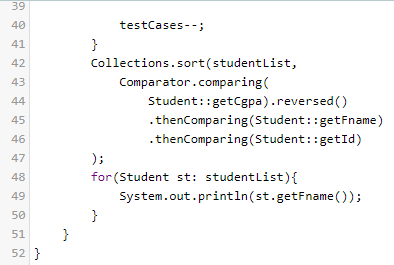 39
40 testCases--;
41 }
42 Collections.sort(studentList,
43 Comparator.comparing(
44 Student::getCgpa).reversed()
45 .thenComparing(Student::getFname)
46 .thenComparing(Student::getId)
47 );
48 for(Student st: studentList){
49 System.out.println(st.getFname());
50 }
51 }
52 }